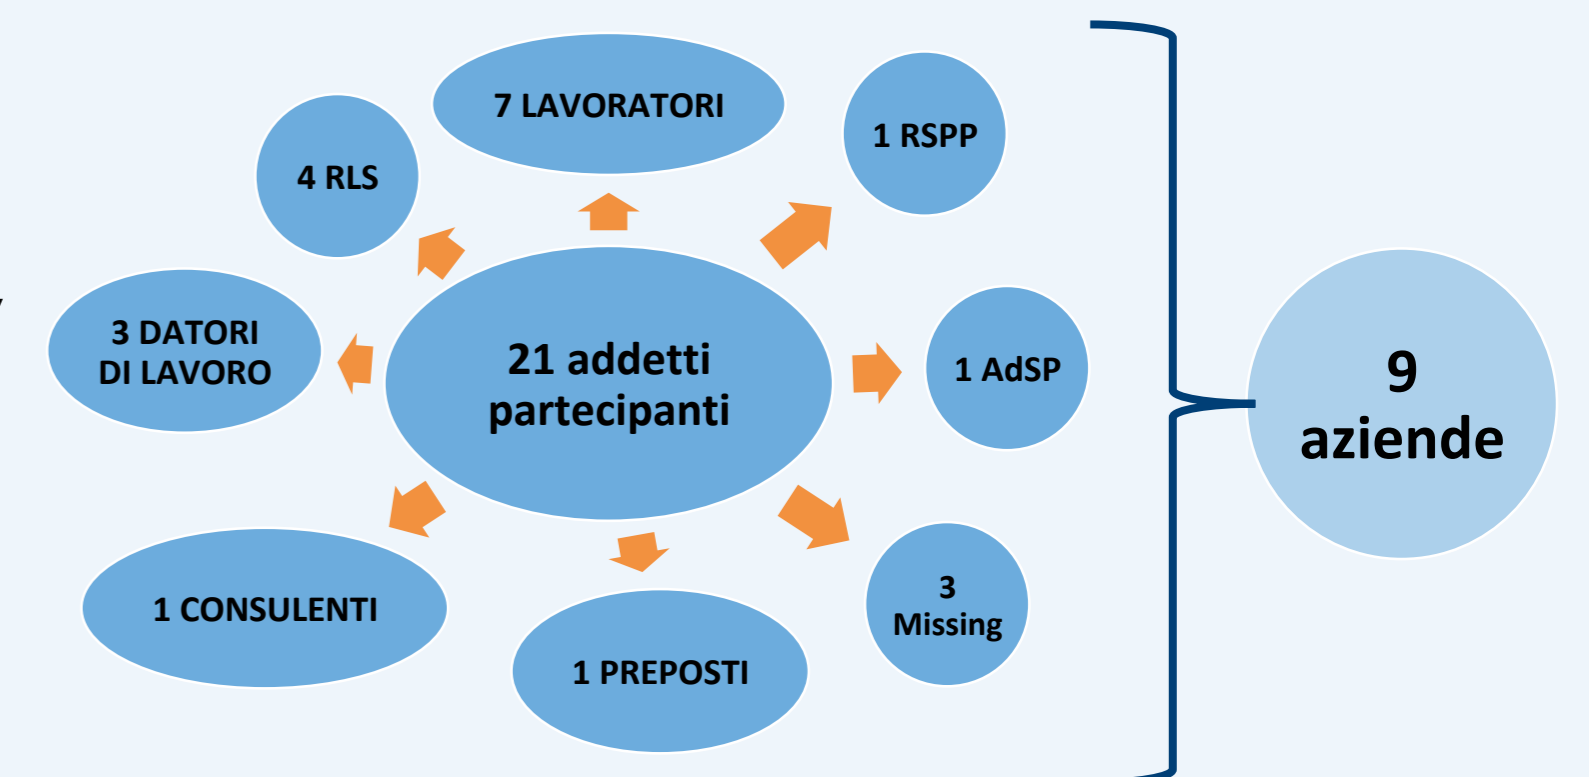 7 LAVORATORI
1 RSPP
4 RLS
3 DATORI
DI LAVORO
21 addetti
partecipanti
1 AdSP
9
aziende
1 CONSULENTI
1 PREPOSTI
3
Missing